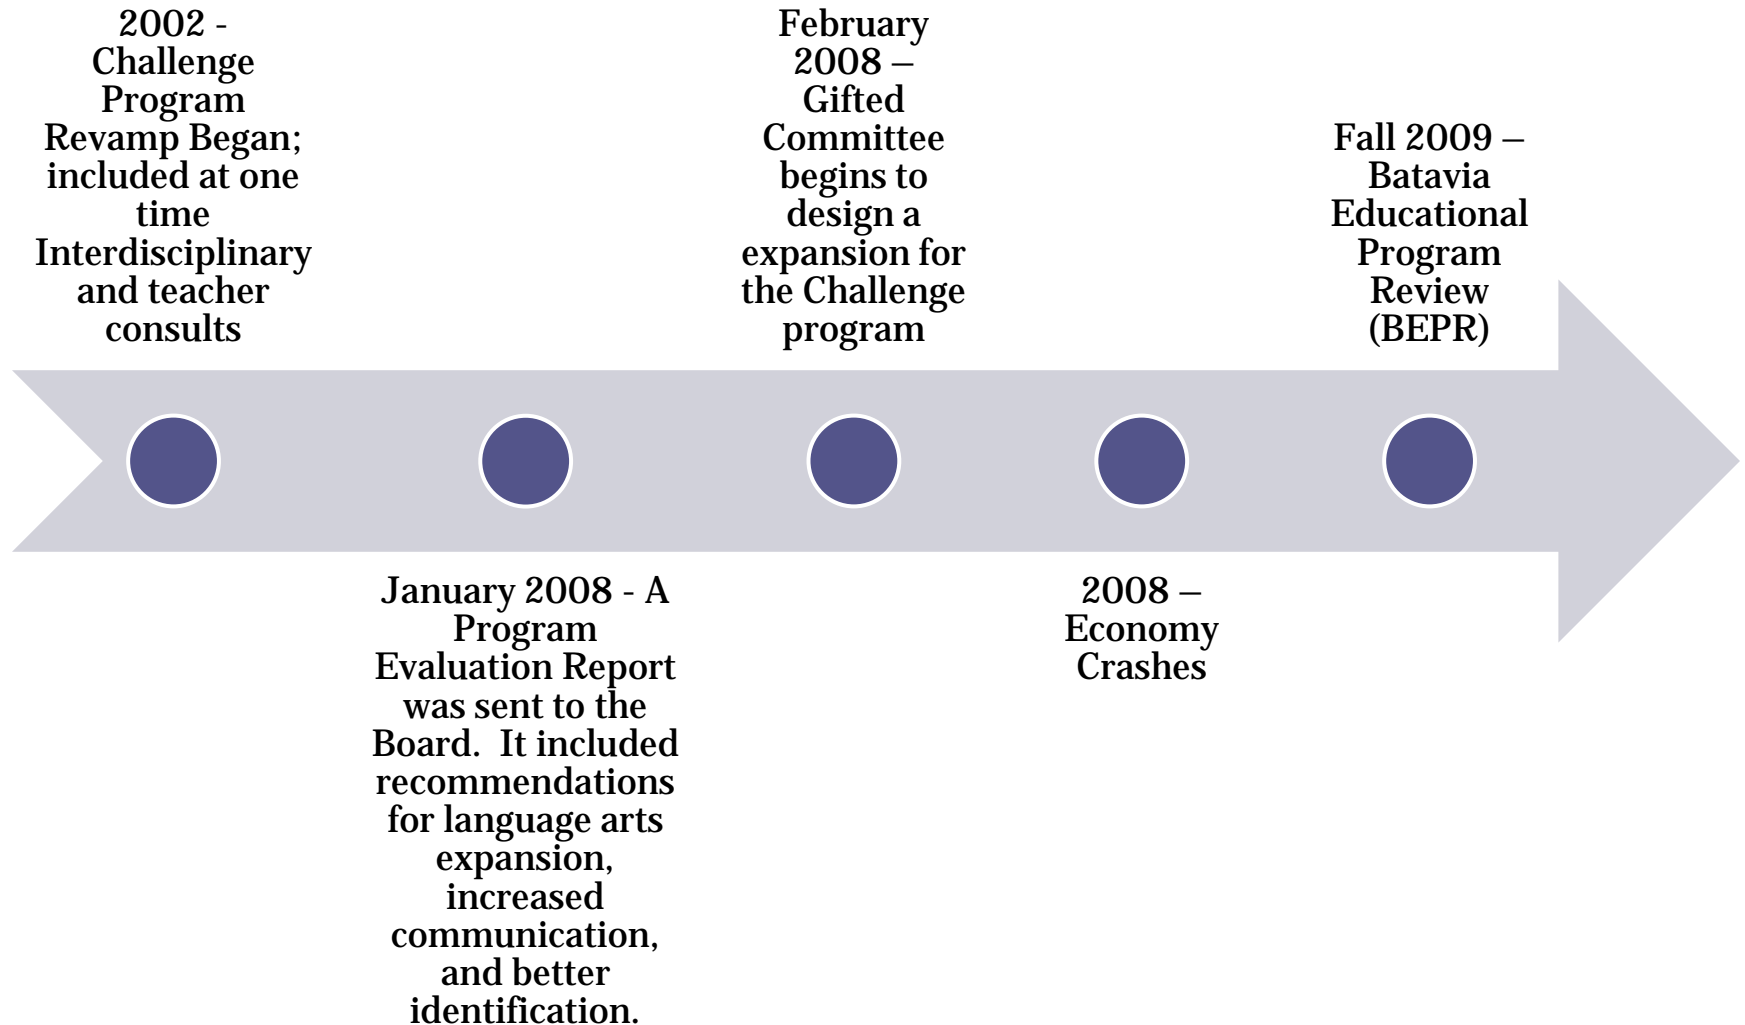 2002 -
Challenge
Program
Revamp Began;
included at one
time
Interdisciplinary
and teacher
consults
January 2008 - A
Program
Evaluation Report
was sent to the
Board.  It included
recommendations
for language arts
expansion,
increased
communication,
and better
identification.
February
2008 –
Gifted
Committee
begins to
design a
expansion for
the Challenge
program
2008 –
Economy
Crashes
Fall 2009 –
Batavia
Educational
Program
Review
(BEPR)